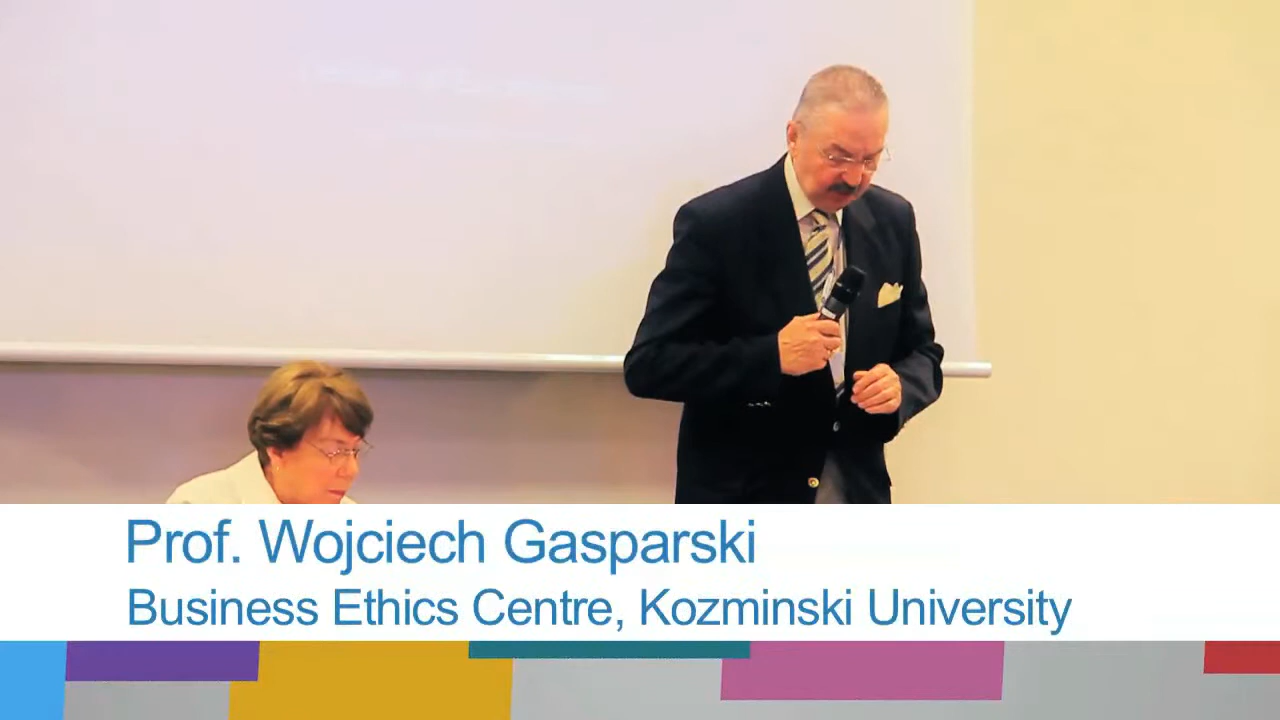 Prof. Wojciech Gasparski
Business Ethics Centre, Kozminski University